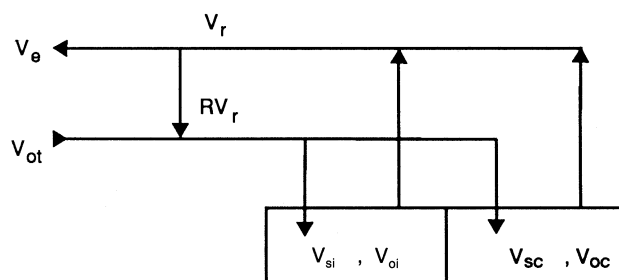 V_r
V_e
RV_r
V_ot
V_si , V_oi
V_sc , V_oc